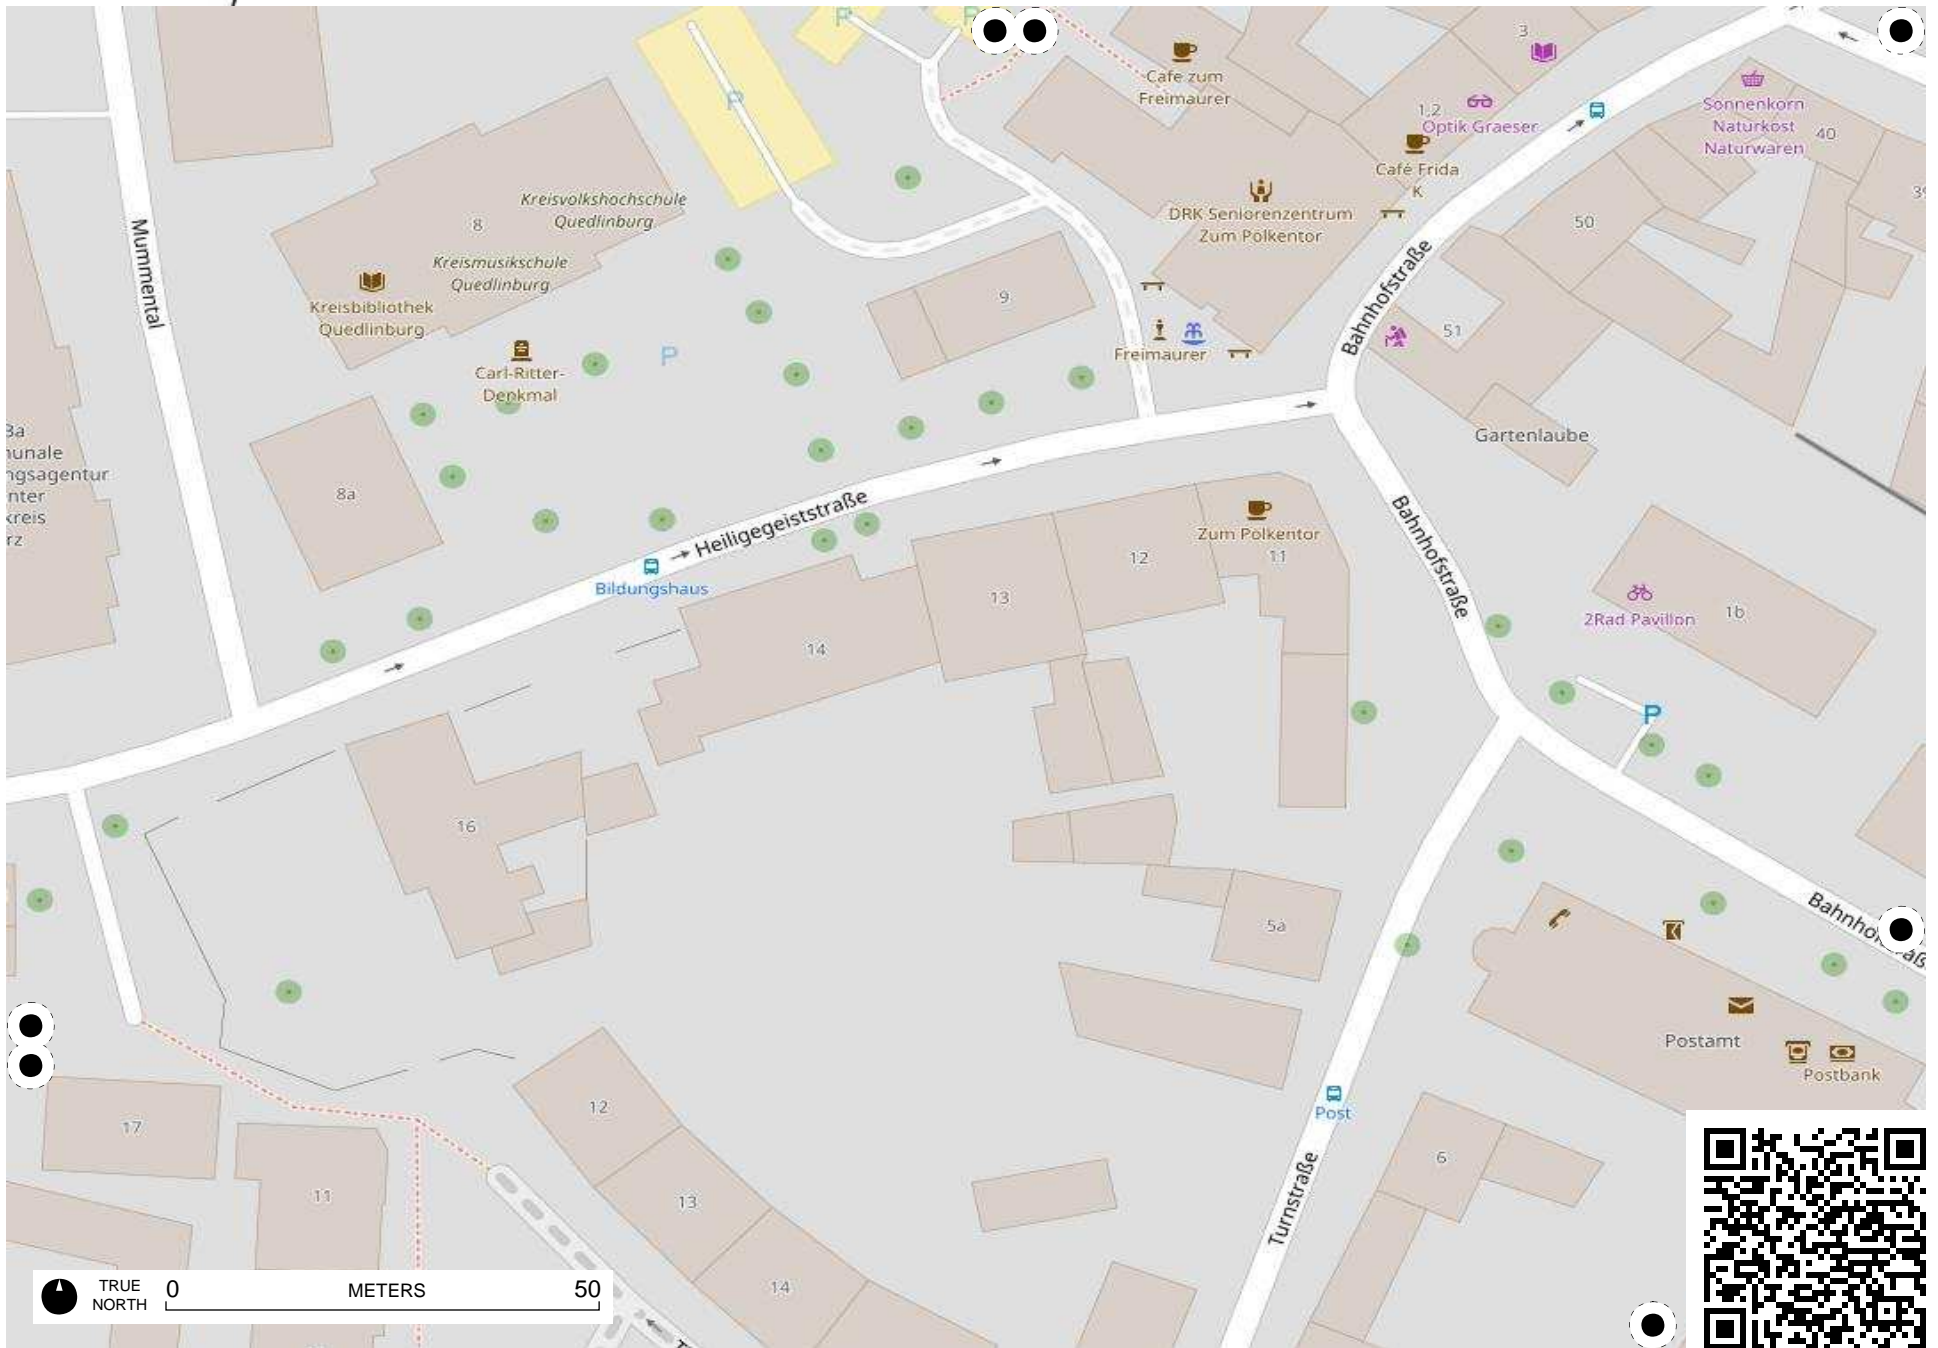 3
P
P
Cafe zum
Freimaurer
P
1,2
Optik Graeser
Sonnenkorn
Naturkost
Naturwaren
40
Café Frida
K
39
Kreisvolkshochschule
Quedlinburg
8
DRK Seniorenzentrum
Zum Polkentor
50
Mummental
Kreismusikschule
Quedlinburg
Kreisbibliothek
Quedlinburg
9
Bahnhofstraße
51
Freimaurer
P
Carl-Ritter-
Denkmal
3a
Gartenlaube
8a
Heiligegeiststraße
Bahnhofstraße
Zum Polkentor
11
12
Bildungshaus
13
2Rad Pavillon
1b
14
P
16
5a
Bahnhofstraße
Postamt
Postbank
12
Post
17
6
11
13
Turnstraße
14
TRUE
NORTH
0
METERS
50